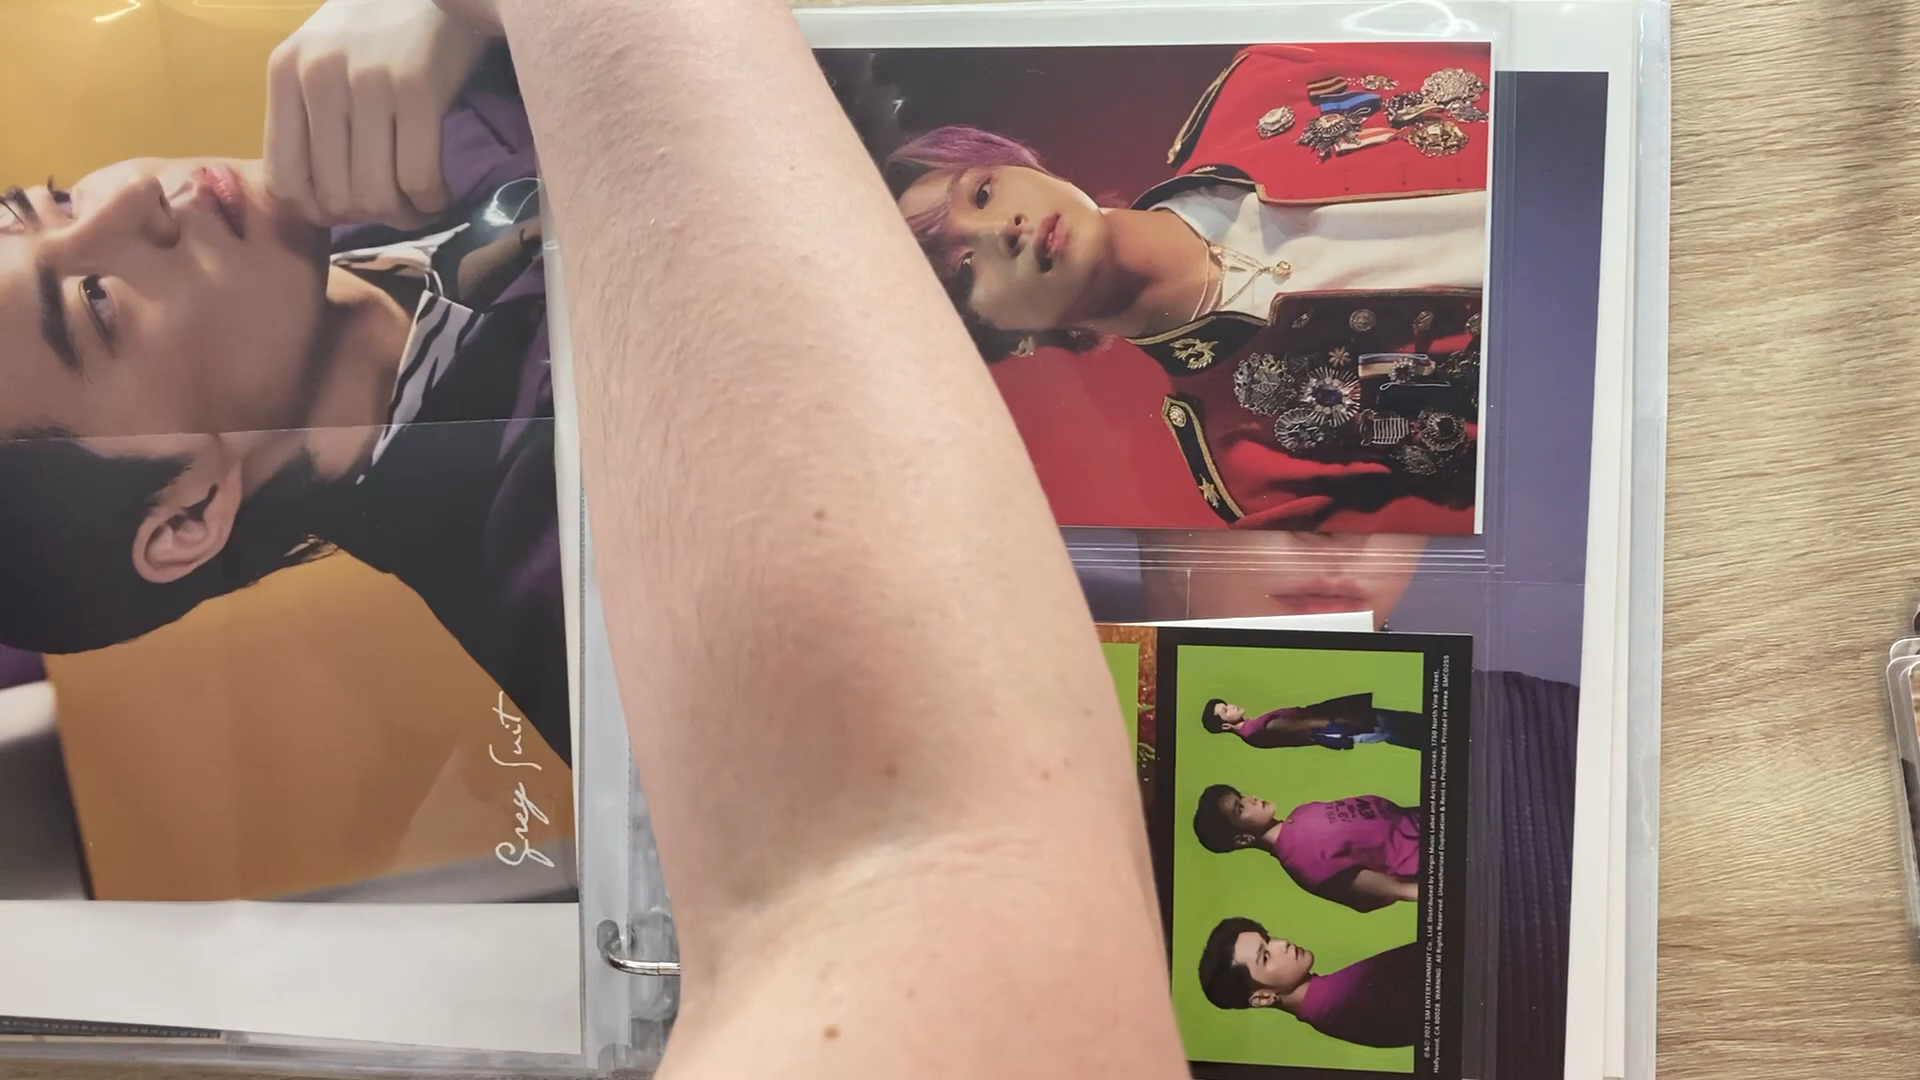 Grey Suit
℗&© 2021 SM ENTERTAINMENT Co., Ltd. Distributed by Virgin Music Label and Artist Services, 1750 North Vine Street,
Hollywood, CA 90028. WARNING : All Rights Reserved. Unauthorized Duplication & Rent is Prohibited. Printed in Korea. SMCD255